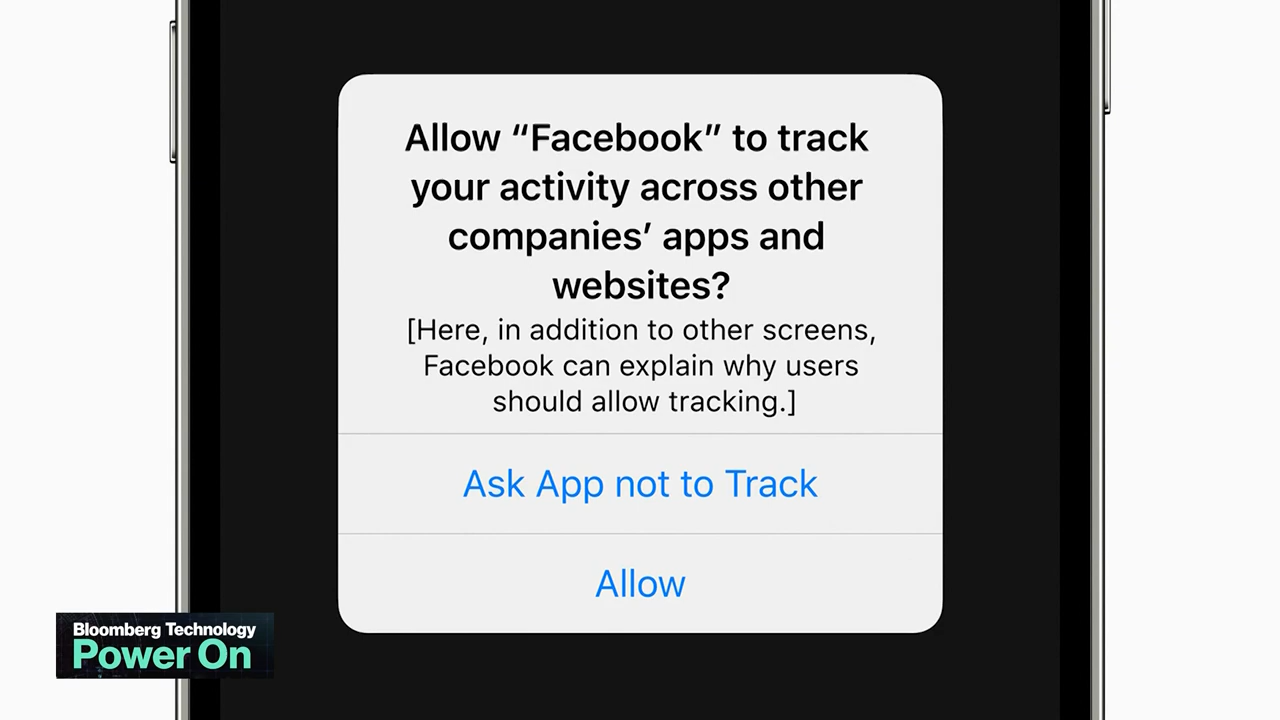 Allow “Facebook” to track
your activity across other
companies’ apps and
websites?
[Here, in addition to other screens,
Facebook can explain why users
should allow tracking.]
Ask App not to Track
Allow
Bloomberg Technology
Power On